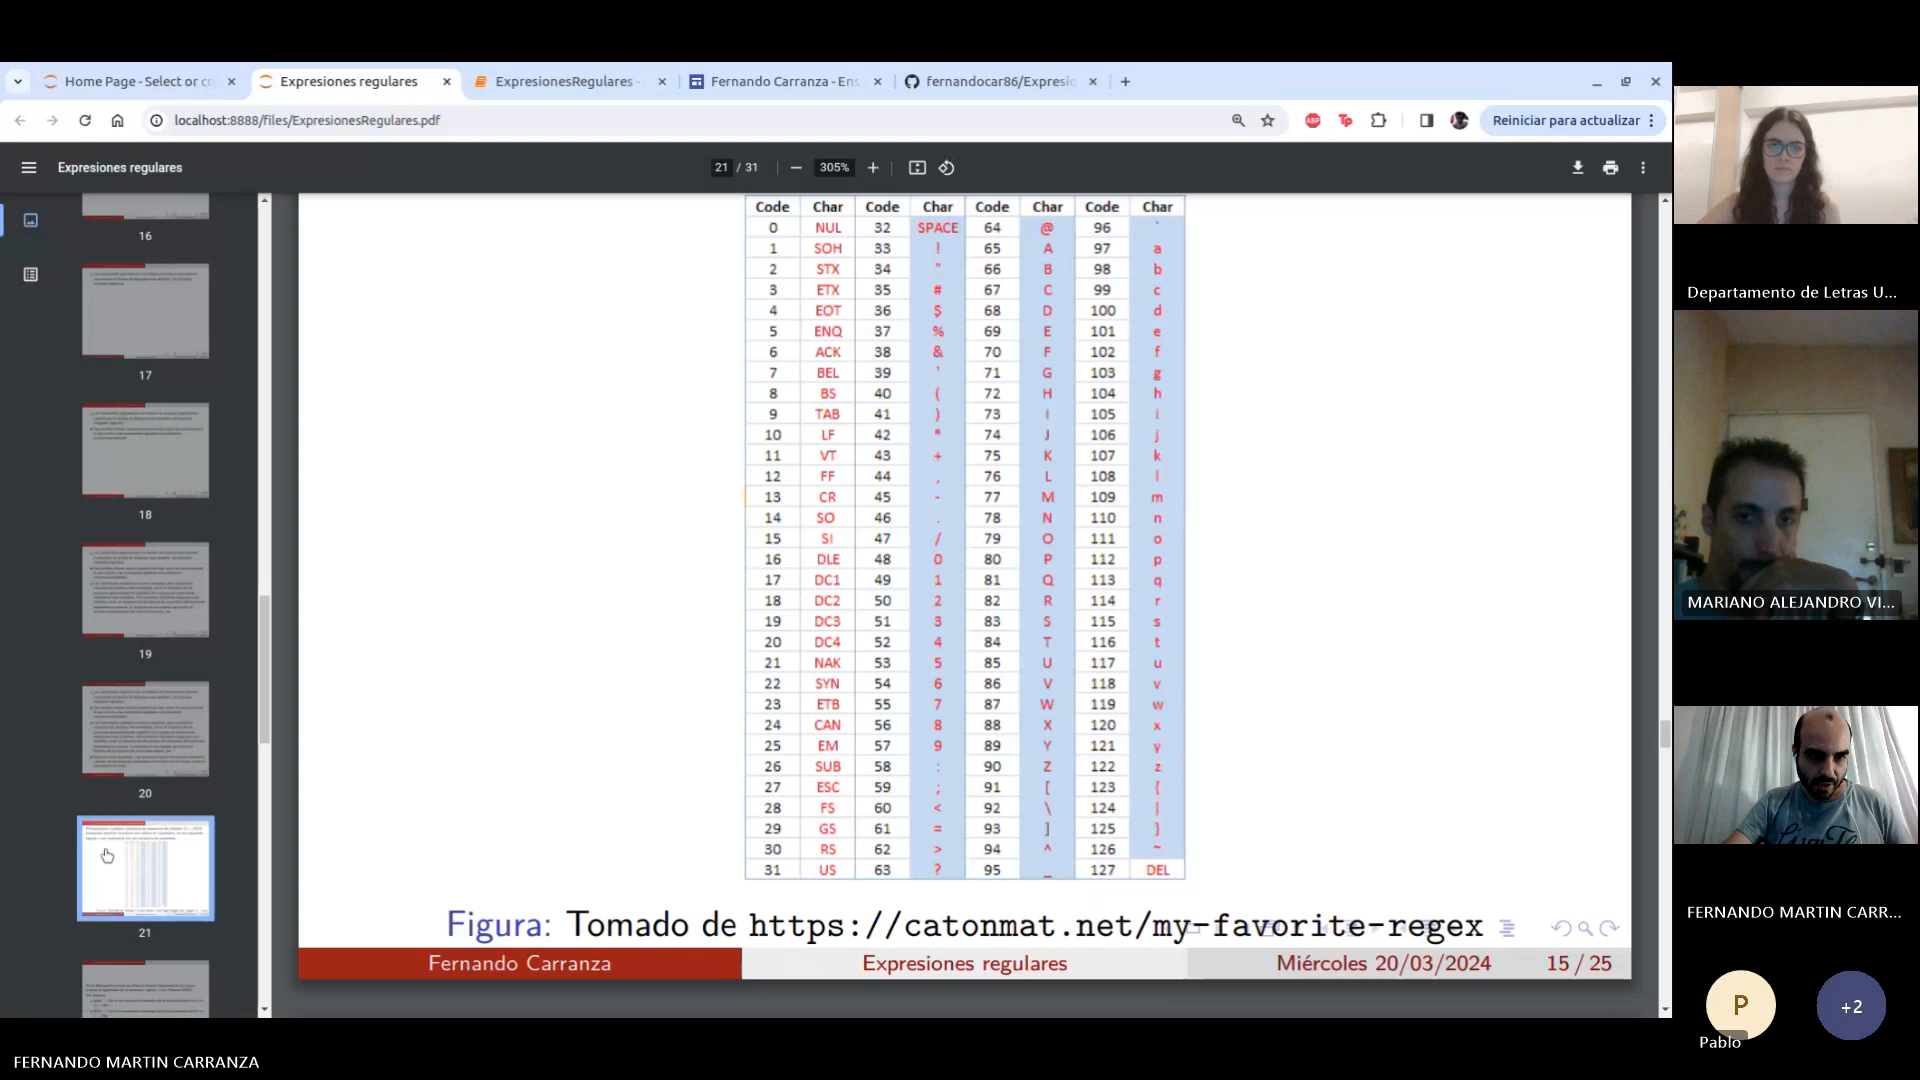 Home Page - Select or cr
Expresiones regulares
ExpresionesRegulares -
Fernando Carranza - Ens
fernandocar86/Expresio
localhost:8888/files/ExpresionesRegulares.pdf
ABP
Tp
Reiniciar para actualizar
Expresiones regulares
21 / 31
305%
16
17
18
19
20
21
Code Char Code Char Code Char Code Char
0 NUL 32 SPACE 64 @ 96 `
1 SOH 33 ! 65 A 97 a
2 STX 34 " 66 B 98 b
3 ETX 35 # 67 C 99 c
4 EOT 36 $ 68 D 100 d
5 ENQ 37 % 69 E 101 e
6 ACK 38 & 70 F 102 f
7 BEL 39 ' 71 G 103 g
8 BS 40 ( 72 H 104 h
9 TAB 41 ) 73 I 105 i
10 LF 42 * 74 J 106 j
11 VT 43 + 75 K 107 k
12 FF 44 , 76 L 108 l
13 CR 45 - 77 M 109 m
14 SO 46 . 78 N 110 n
15 SI 47 / 79 O 111 o
16 DLE 48 0 80 P 112 p
17 DC1 49 1 81 Q 113 q
18 DC2 50 2 82 R 114 r
19 DC3 51 3 83 S 115 s
20 DC4 52 4 84 T 116 t
21 NAK 53 5 85 U 117 u
22 SYN 54 6 86 V 118 v
23 ETB 55 7 87 W 119 w
24 CAN 56 8 88 X 120 x
25 EM 57 9 89 Y 121 y
26 SUB 58 : 90 Z 122 z
27 ESC 59 ; 91 [ 123 {
28 FS 60 < 92 \ 124 |
29 GS 61 = 93 ] 125 }
30 RS 62 > 94 ^ 126 ~
31 US 63 ? 95 _ 127 DEL
Figura: Tomado de https://catonmat.net/my-favorite-regex
Fernando Carranza Expresiones regulares Miércoles 20/03/2024 15 / 25
Departamento de Letras U...
MARIANO ALEJANDRO VI...
FERNANDO MARTIN CARR...
P
Pablo
+2
FERNANDO MARTIN CARRANZA